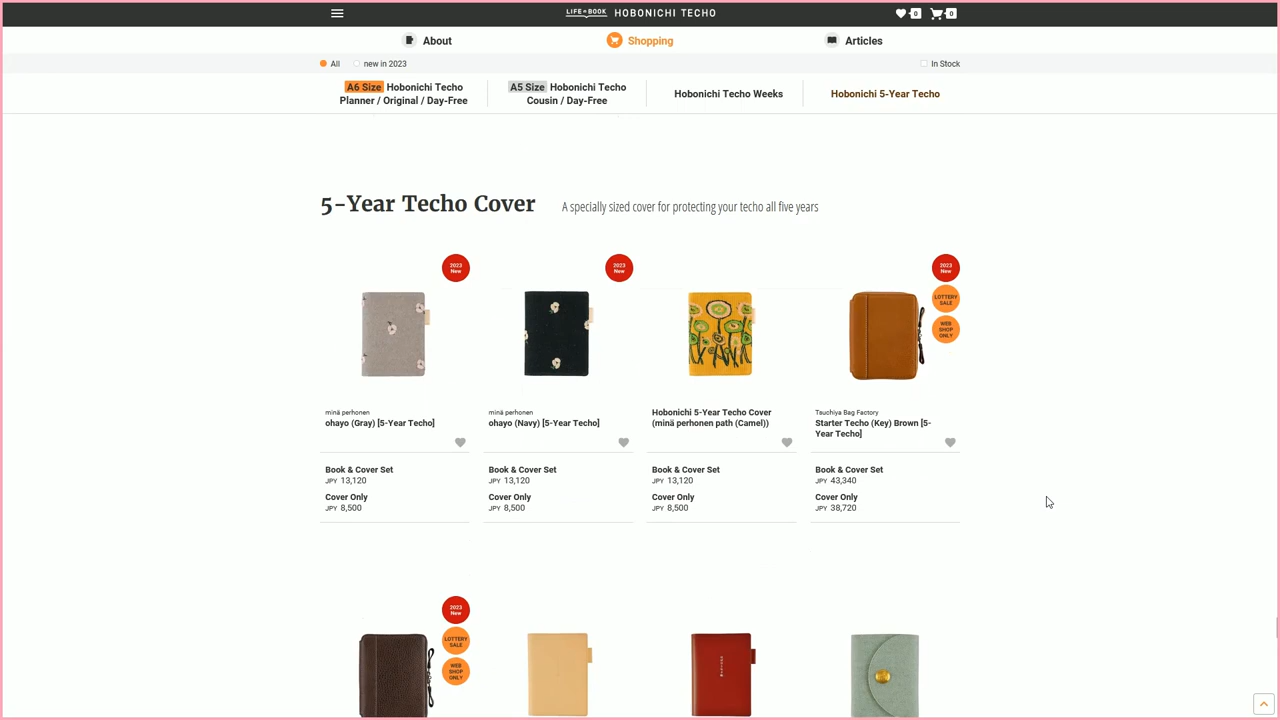 LIFE BOOK HOBONICHI TECHO
0
0
About
Shopping
Articles
All
new in 2023
In Stock
A6 Size Hobonichi Techo
Planner / Original / Day-Free
A5 Size Hobonichi Techo
Cousin / Day-Free
Hobonichi Techo Weeks
Hobonichi 5-Year Techo
5-Year Techo Cover
A specially sized cover for protecting your techo all five years
2023
New
minä perhonen
ohayo (Gray) [5-Year Techo]
Book & Cover Set
JPY 13,120
Cover Only
JPY 8,500
2023
New
minä perhonen
ohayo (Navy) [5-Year Techo]
Book & Cover Set
JPY 13,120
Cover Only
JPY 8,500
Hobonichi 5-Year Techo Cover
(minä perhonen path (Camel))
Book & Cover Set
JPY 13,120
Cover Only
JPY 8,500
2023
New
LOTTERY
SALE
WEB
SHOP
ONLY
Tsuchiya Bag Factory
Starter Techo (Key) Brown [5-
Year Techo]
Book & Cover Set
JPY 43,340
Cover Only
JPY 38,720
2023
New
LOTTERY
SALE
WEB
SHOP
ONLY